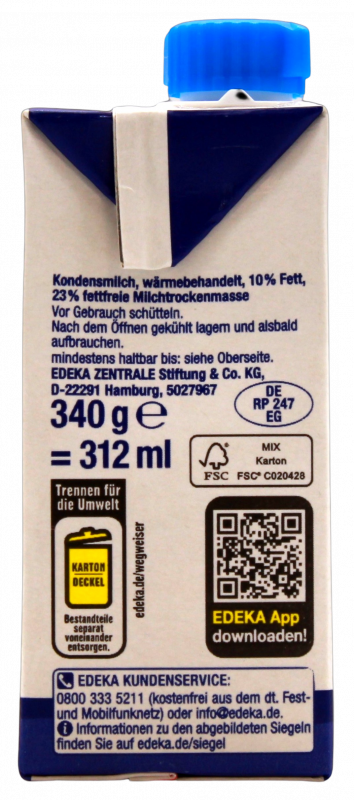 Kondensmilch, wärmebehandelt, 10% Fett,
23% fettfreie Milchtrockenmasse
Vor Gebrauch schütteln.
Nach dem Öffnen gekühlt lagern und alsbald
aufbrauchen.
mindestens haltbar bis: siehe Oberseite.
EDEKA ZENTRALE Stiftung & Co. KG,
D-22291 Hamburg, 5027967
340 g ℮
= 312 ml
DE
RP 247
EG
FSC
MIX
Karton
FSC® C020428
Trennen für
die Umwelt
KARTON
DECKEL
Bestandteile
separat
voneinander
entsorgen.
edeka.de/wegweiser
EDEKA App
downloaden!
EDEKA KUNDENSERVICE:
0800 333 5211 (kostenfrei aus dem dt. Fest-
und Mobilfunknetz) oder info@edeka.de.
Informationen zu den abgebildeten Siegeln
finden Sie auf edeka.de/siegel